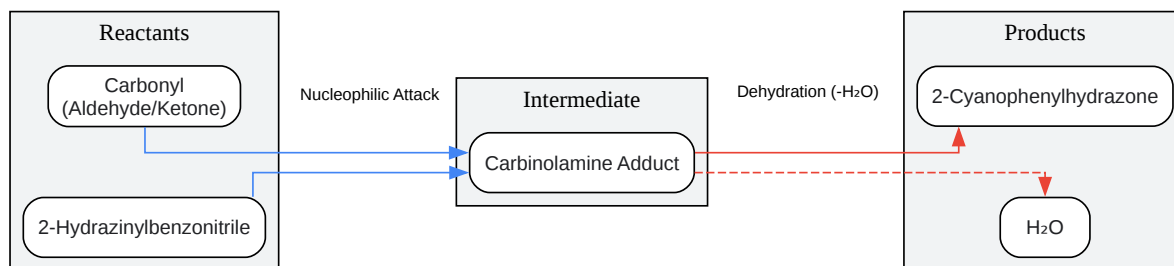 Reactants
Carbonyl
(Aldehyde/Ketone)
2-Hydrazinylbenzonitrile
Nucleophilic Attack
Intermediate
Carbinolamine Adduct
Dehydration (-H₂O)
Products
2-Cyanophenylhydrazone
H₂O